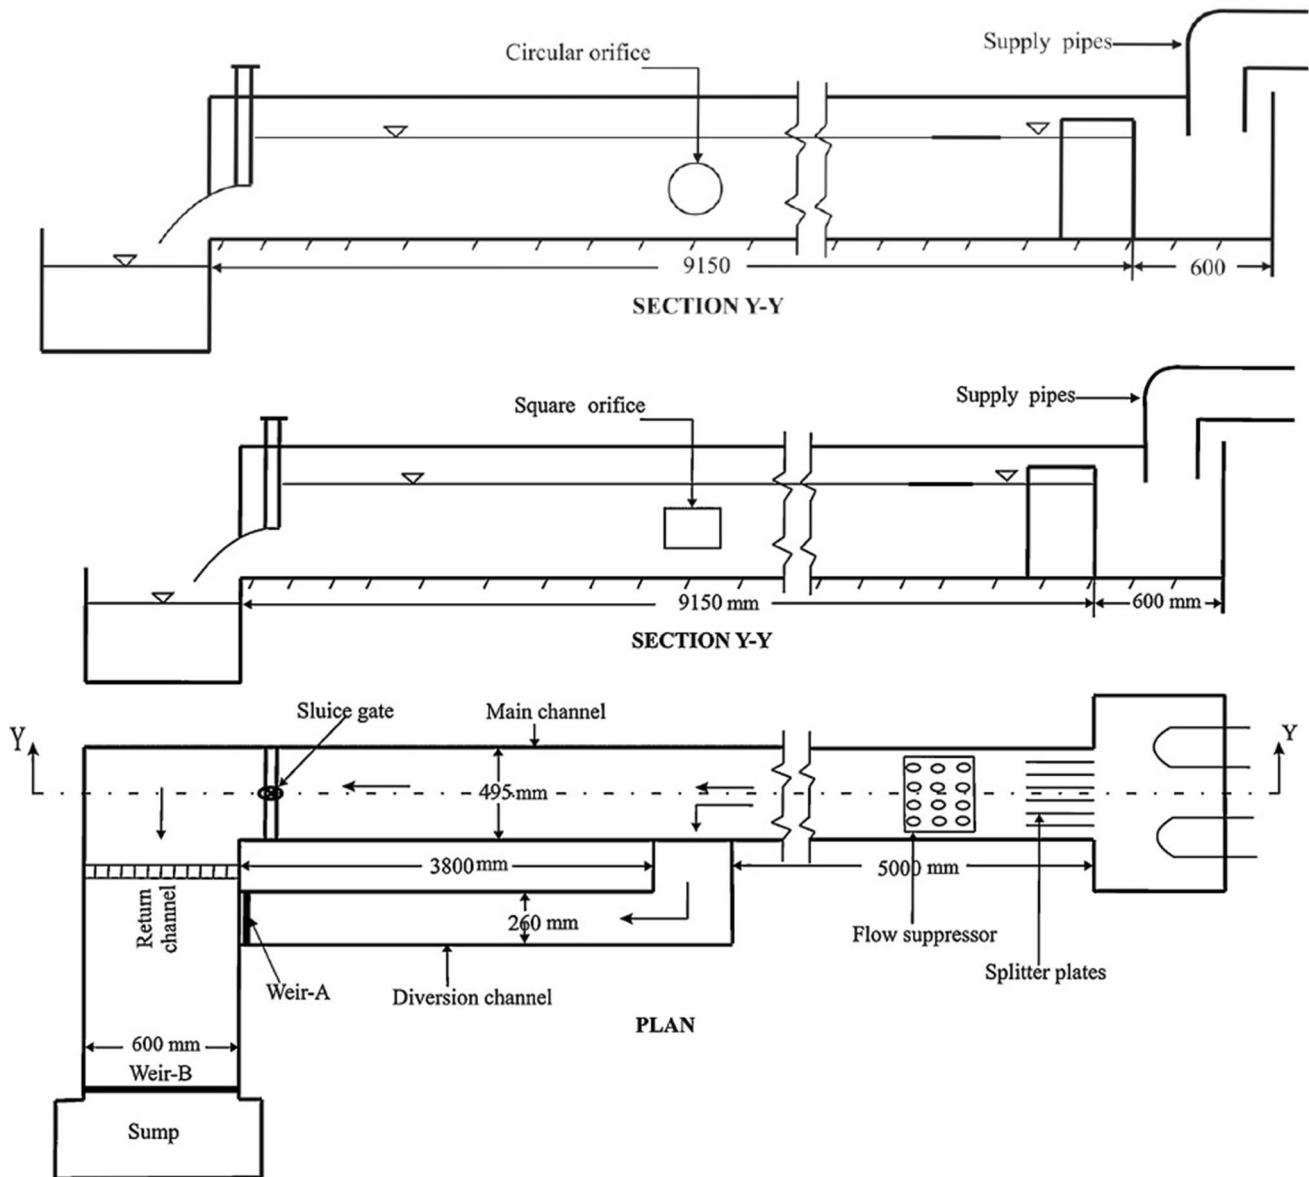 Circular orifice
Supply pipes
9150
600
SECTION Y-Y
Square orifice
Supply pipes
9150 mm
600 mm
SECTION Y-Y
Sluice gate
Main channel
Y
Y
495 mm
3800 mm
5000 mm
Return
channel
260 mm
Flow suppressor
Splitter plates
Weir-A
Diversion channel
PLAN
600 mm
Weir-B
Sump